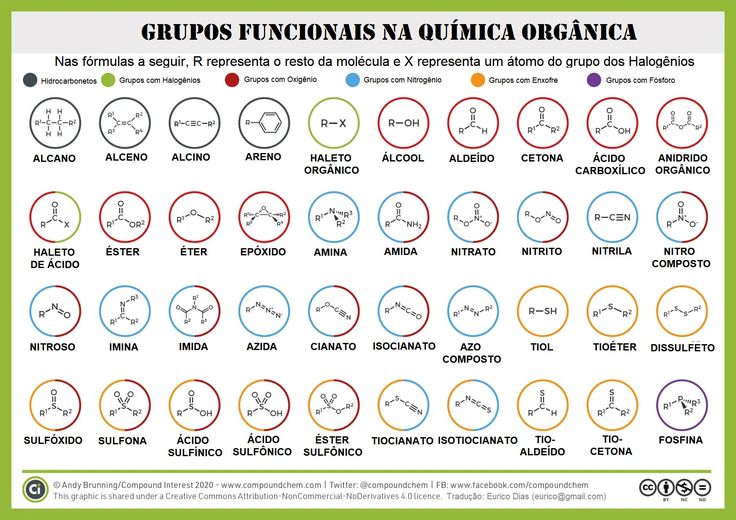 GRUPOS FUNCIONAIS NA QUÍMICA ORGÂNICA
Nas fórmulas a seguir, R representa o resto da molécula e X representa um átomo do grupo dos Halogênios
Hidrocarbonetos Grupos com Halogênios Grupos com Oxigênio Grupos com Nitrogênio Grupos com Enxofre Grupos com Fósforo
ALCANO ALCENO ALCINO ARENO HALETO ORGÂNICO ÁLCOOL ALDEÍDO CETONA ÁCIDO CARBOXÍLICO ANIDRIDO ORGÂNICO
HALETO DE ÁCIDO ÉSTER ÉTER EPÓXIDO AMINA AMIDA NITRATO NITRITO NITRILA NITRO COMPOSTO
NITROSO IMINA IMIDA AZIDA CIANATO ISOCIANATO AZO COMPOSTO TIOL TIOÉTER DISSULFETO
SULFÓXIDO SULFONA ÁCIDO SULFÍNICO ÁCIDO SULFÔNICO ÉSTER SULFÔNICO TIOCIANATO ISOTIOCIANATO TIO-ALDEÍDO TIO-CETONA FOSFINA
Ci © Andy Brunning/Compound Interest 2020 - www.compoundchem.com | Twitter: @compoundchem | FB: www.facebook.com/compoundchem
This graphic is shared under a Creative Commons Attribution-NonCommercial-NoDerivatives 4.0 licence. Tradução: Eurico Dias (eurico@gmail.com)
CC BY NC ND